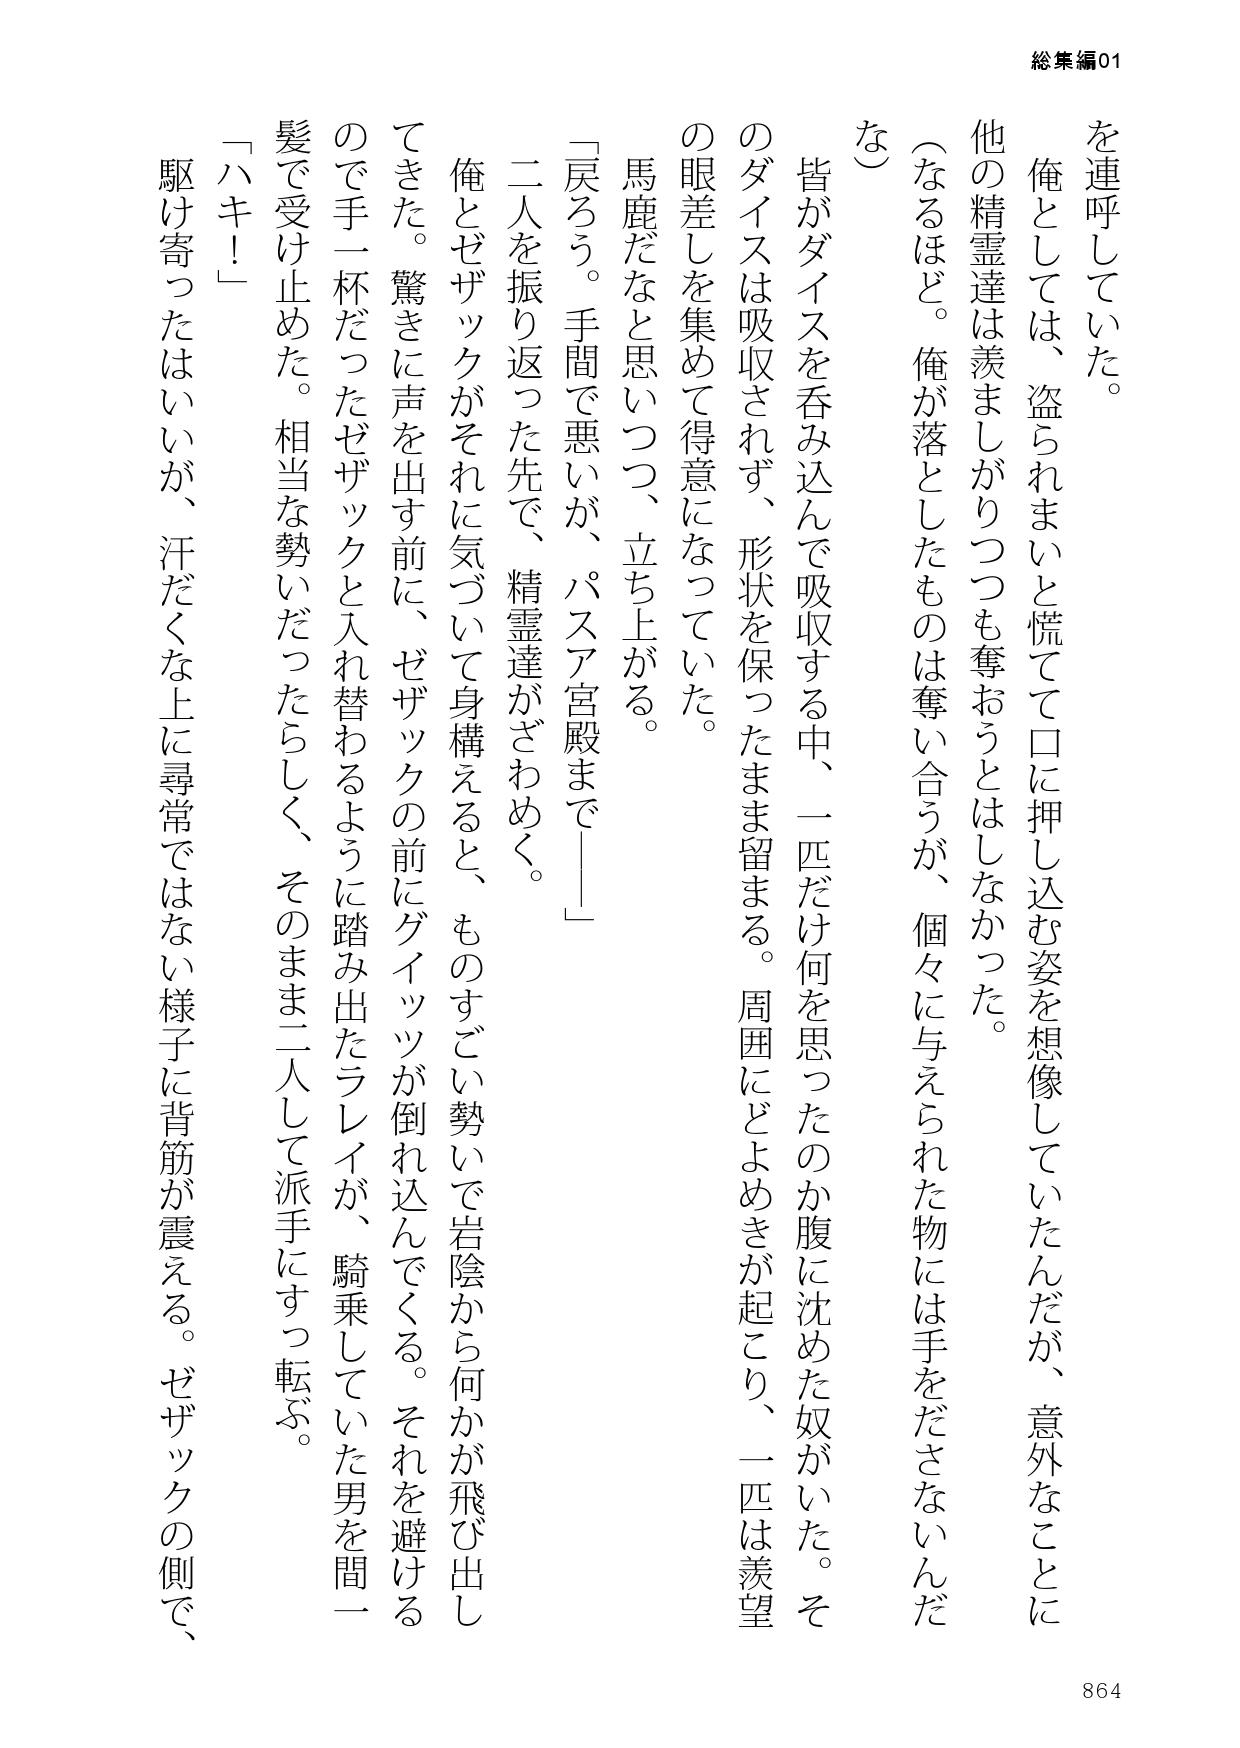 総集編01
を連呼していた。
　俺としては、盗られまいと慌てて口に押し込む姿を想像していたんだが、意外なことに
他の精霊達は羨ましがりつつも奪おうとはしなかった。
（なるほど。俺が落としたものは奪い合うが、個々に与えられた物には手をださないんだ
な）
　皆がダイスを呑み込んで吸収する中、一匹だけ何を思ったのか腹に沈めた奴がいた。そ
のダイスは吸収されず、形状を保ったまま留まる。周囲にどよめきが起こり、一匹は羨望
の眼差しを集めて得意になっていた。
　馬鹿だなと思いつつ、立ち上がる。
「戻ろう。手間で悪いが、パスア宮殿まで――」
　二人を振り返った先で、精霊達がざわめく。
　俺とゼザックがそれに気づいて身構えると、ものすごい勢いで岩陰から何かが飛び出し
てきた。驚きに声を出す前に、ゼザックの前にグイッツが倒れ込んでくる。それを避ける
ので手一杯だったゼザックと入れ替わるように踏み出たラレイが、騎乗していた男を間一
髪で受け止めた。相当な勢いだったらしく、そのまま二人して派手にすっ転ぶ。
「ハキ！」
　駆け寄ったはいいが、汗だくな上に尋常ではない様子に背筋が震える。ゼザックの側で、
864